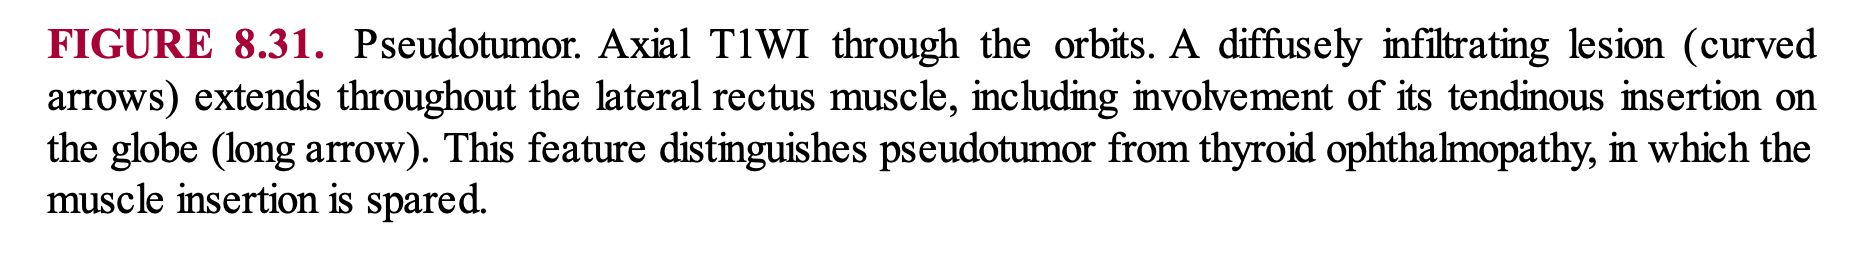 FIGURE 8.31. Pseudotumor. Axial T1WI through the orbits. A diffusely infiltrating lesion (curved
arrows) extends throughout the lateral rectus muscle, including involvement of its tendinous insertion on
the globe (long arrow). This feature distinguishes pseudotumor from thyroid ophthalmopathy, in which the
muscle insertion is spared.